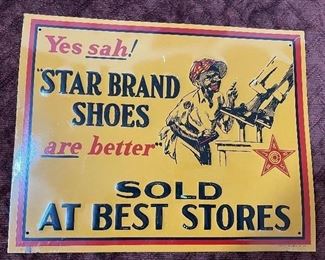 Yes sah!
"STAR BRAND
SHOES
are better"
SOLD
AT BEST STORES